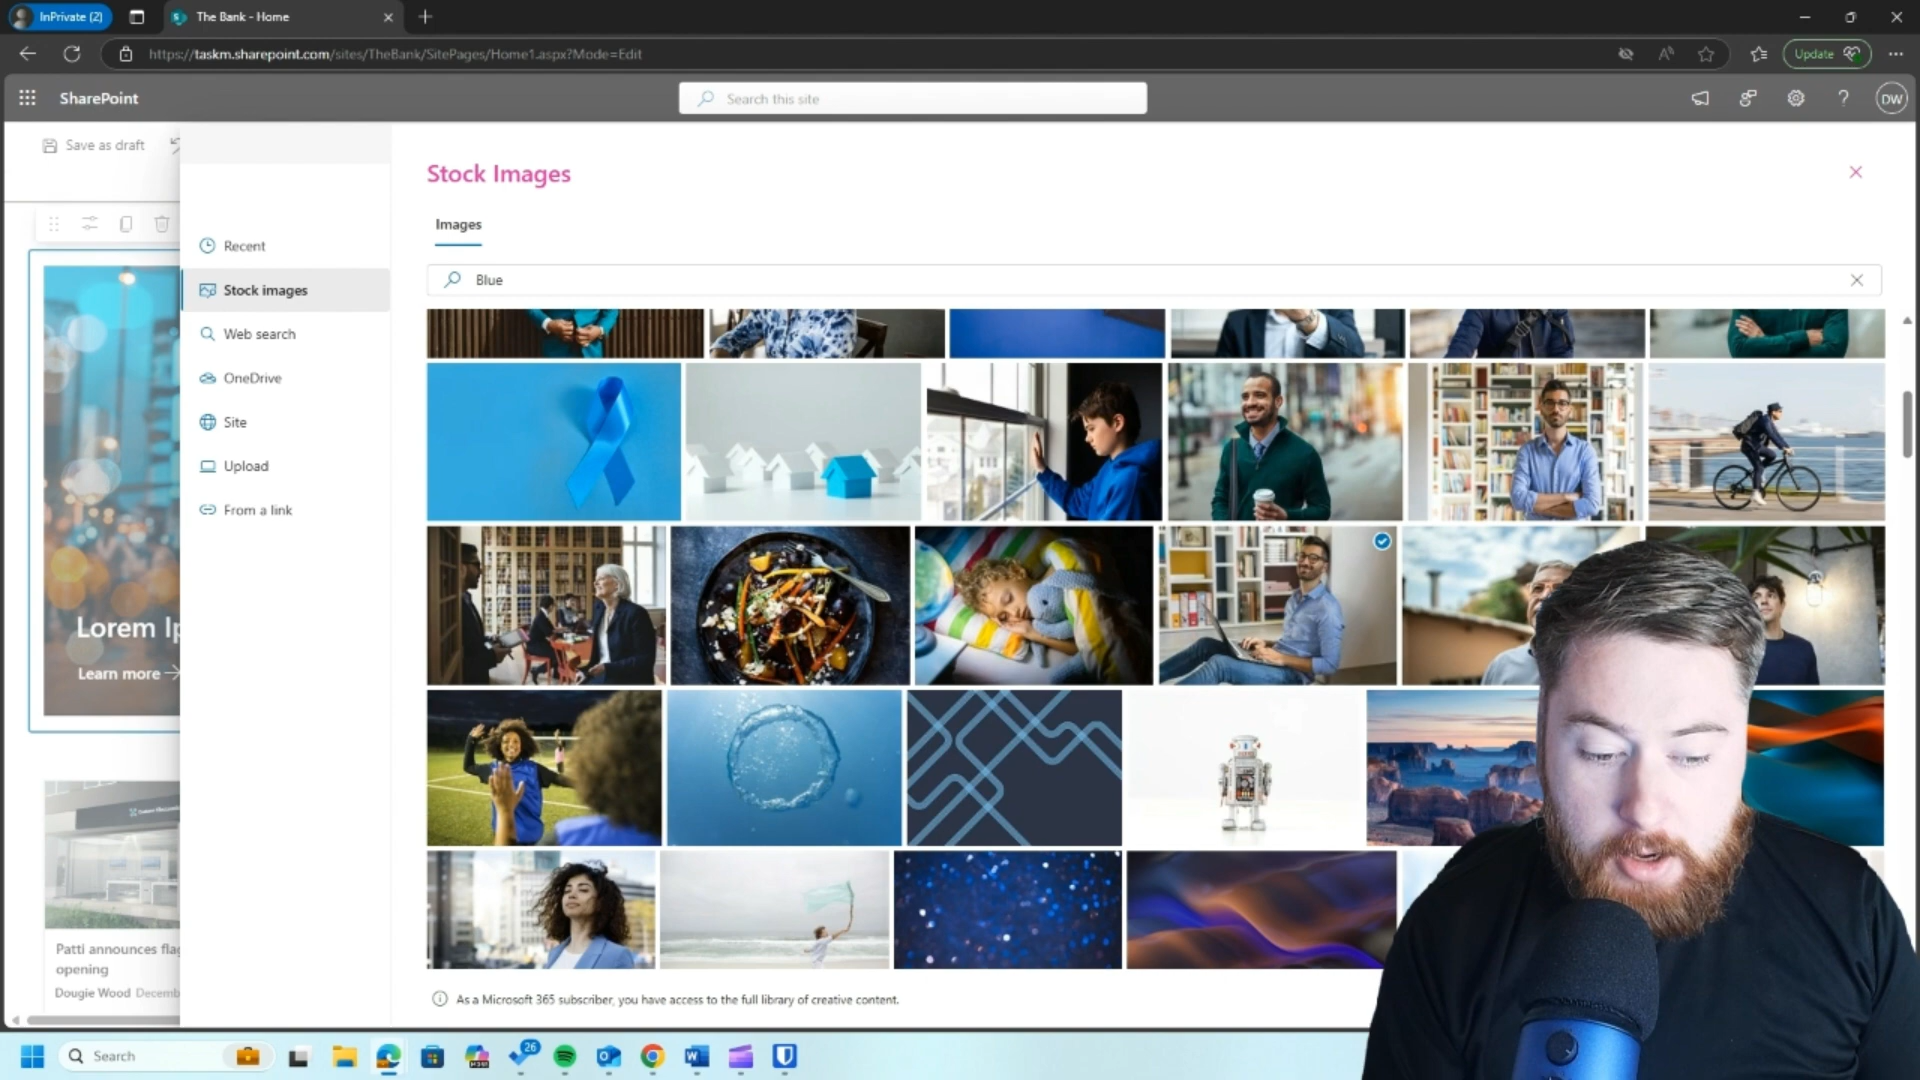 InPrivate (2)
The Bank - Home
https://taskm.sharepoint.com/sites/TheBank/SitePages/Home1.aspx?Mode=Edit
Update
SharePoint
Search this site
DW
Save as draft
Stock Images
Images
Blue
Recent
Stock images
Web search
OneDrive
Site
Upload
From a link
Lorem Ip
Learn more
Patti announces flag
opening
Dougie Wood Decemb
As a Microsoft 365 subscriber, you have access to the full library of creative content.
Search
26